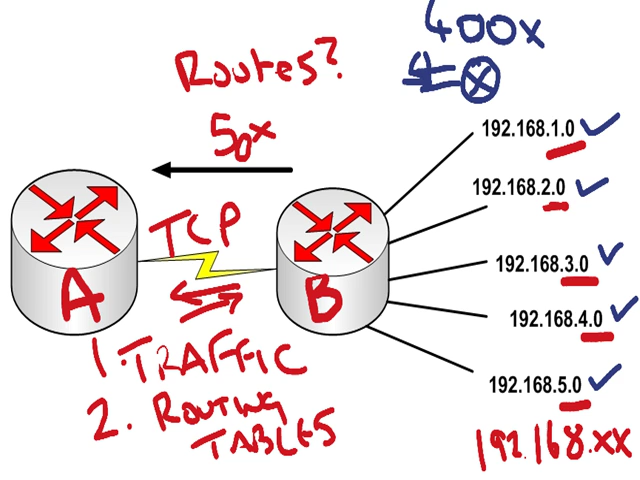 400x
Routes?
50x
192.168.1.0
192.168.2.0
TCP
192.168.3.0
A
B
192.168.4.0
1. TRAFFIC
192.168.5.0
2. ROUTING
TABLES
192.168.xx